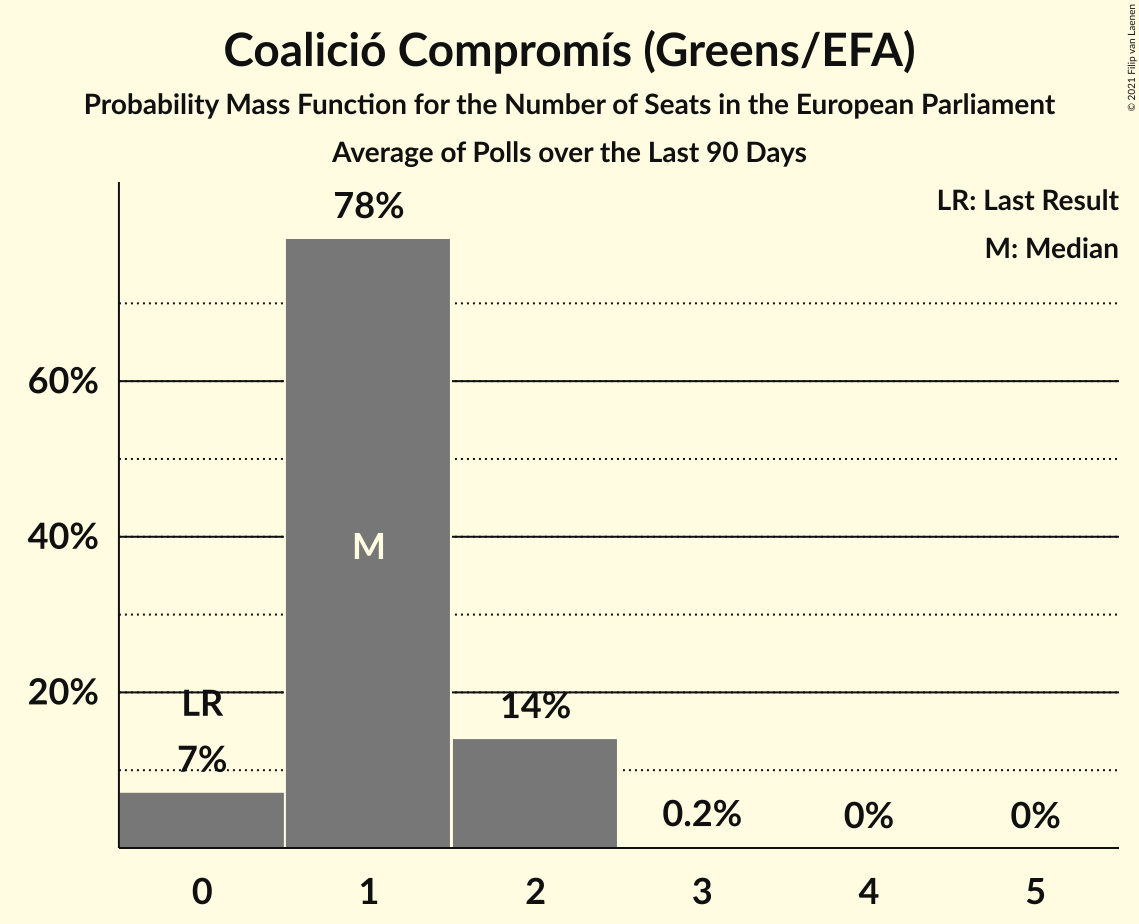 Coalició Compromís (Greens/EFA)
Probability Mass Function for the Number of Seats in the European Parliament
Average of Polls over the Last 90 Days
© 2021 Filip van Laenen
LR: Last Result
M: Median
78%
60%
40%
M
20%
LR
14%
7%
0.2%
0%
0%
0
1
2
3
4
5